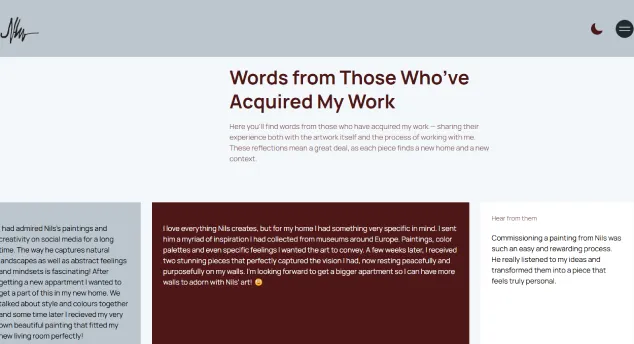 Nils
Words from Those Who've
Acquired My Work
Here you'll find words from those who have acquired my work — sharing their
experience both with the artwork itself and the process of working with me.
These reflections mean a great deal, as each piece finds a new home and a new
context.
I had admired Nils's paintings and
creativity on social media for a long
time. The way he captures natural
landscapes as well as abstract feelings
and mindsets is fascinating! After
getting a new appartment I wanted to
get a part of this in my new home. We
talked about style and colours together
and some time later I recieved my very
own beautiful painting that fitted my
new living room perfectly!
I love everything Nils creates, but for my home I had something very specific in mind. I sent
him a myriad of inspiration I had collected from museums around Europe. Paintings, color
palettes and even specific feelings I wanted the art to convey. A few weeks later, I received
two stunning pieces that perfectly captured the vision I had, now resting peacefully and
purposefully on my walls. I'm looking forward to get a bigger apartment so I can have more
walls to adorn with Nils' art! 😄
Hear from them
Commissioning a painting from Nils was
such an easy and rewarding process.
He really listened to my ideas and
transformed them into a piece that
feels truly personal.